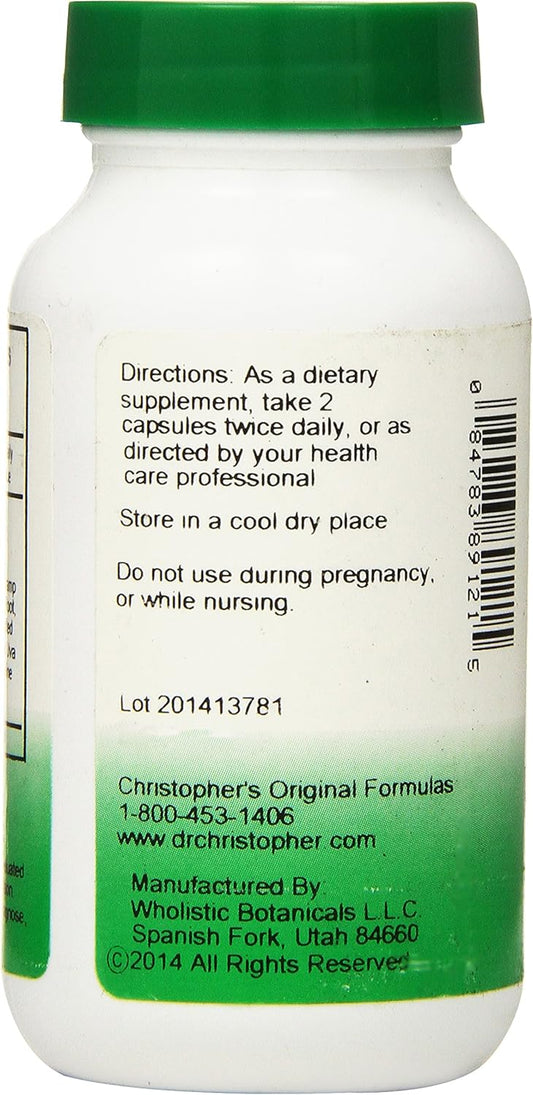 Directions: As a dietary
supplement, take 2
capsules twice daily, or as
directed by your health
care professional
Store in a cool dry place
Do not use during pregnancy,
or while nursing.
Lot 201413781
Christopher's Original Formulas
1-800-453-1406
www drchristopher com
Manufactured By:
Wholistic Botanicals L.L.C.
Spanish Fork, Utah 84660
©2014 All Rights Reserved
0 84783 89121 5